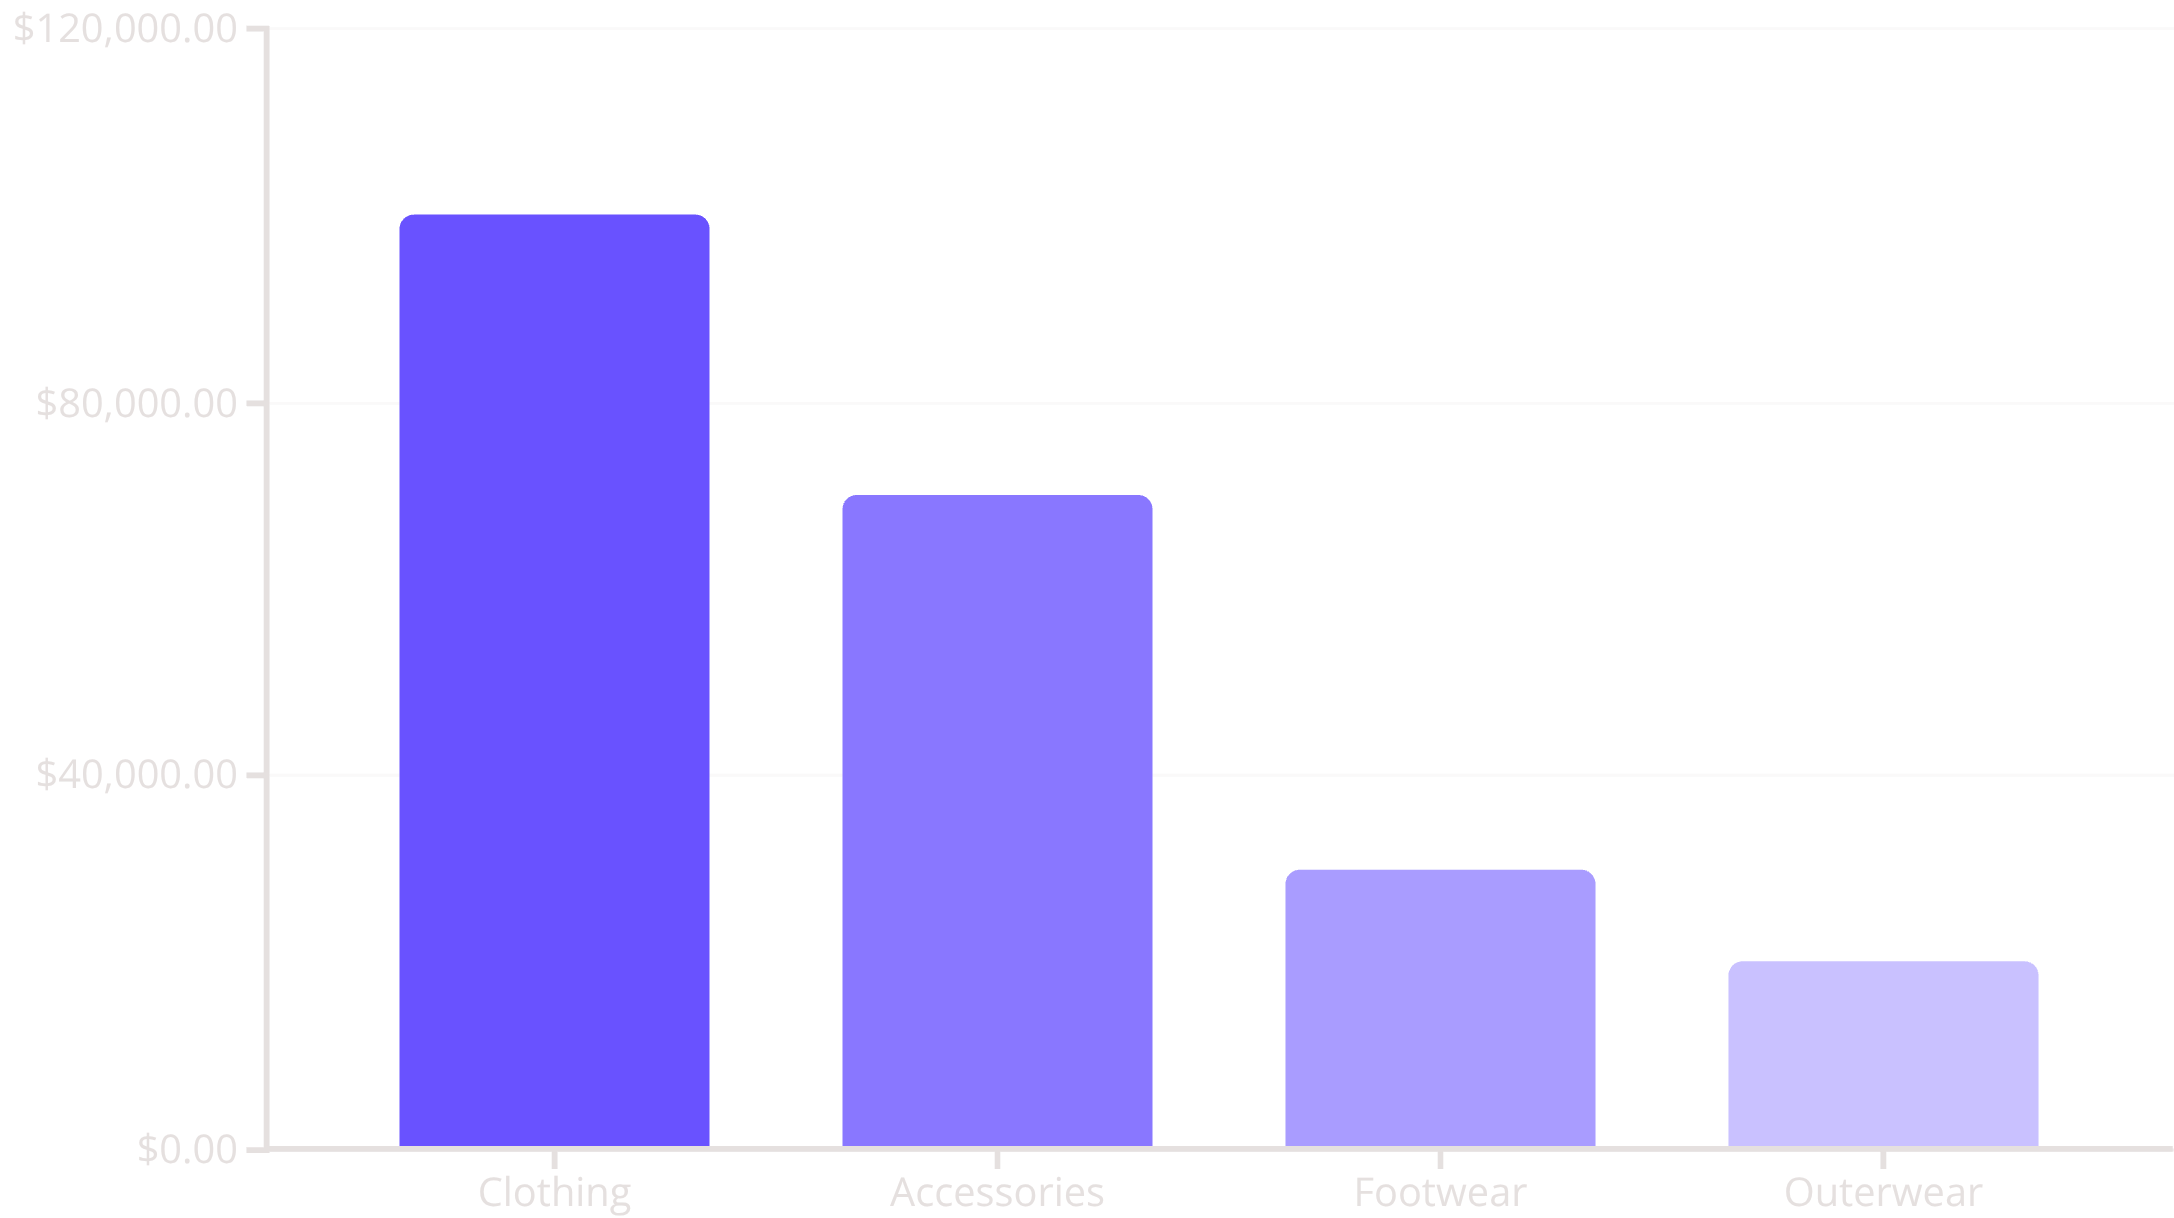 $120,000.00
$80,000.00
$40,000.00
$0.00
Clothing
Accessories
Footwear
Outerwear